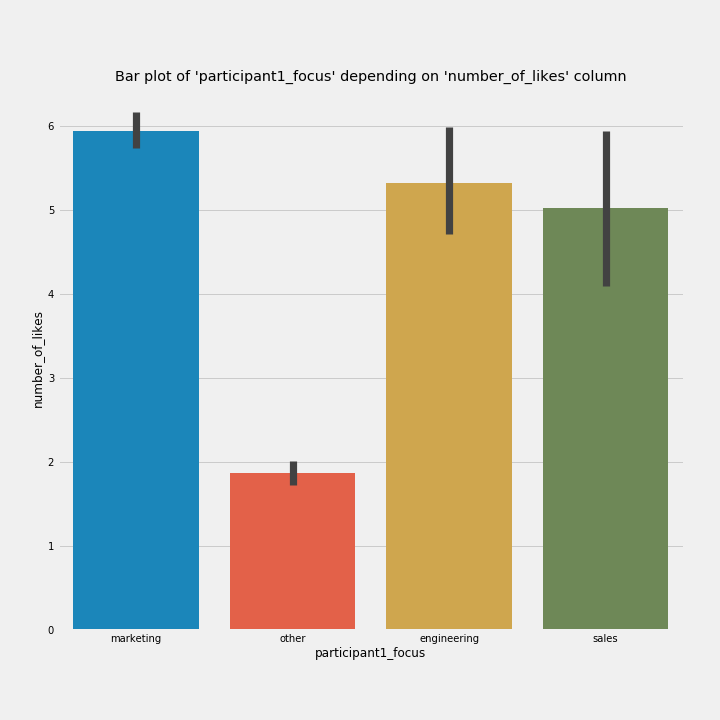 Bar plot of 'participant1_focus' depending on 'number_of_likes' column
number_of_likes
6
5
4
3
2
1
0
marketing other engineering sales
participant1_focus